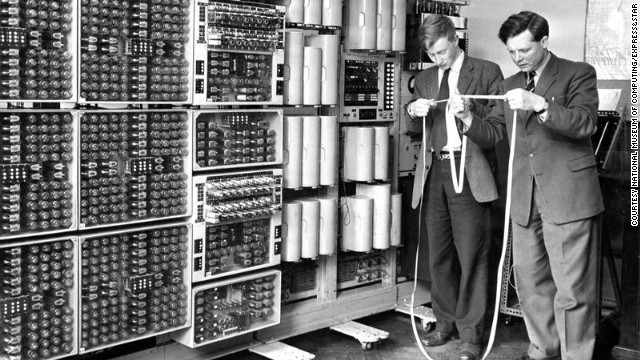 COURTESY NATIONAL MUSEUM OF COMPUTING/EXPRESS&STAR